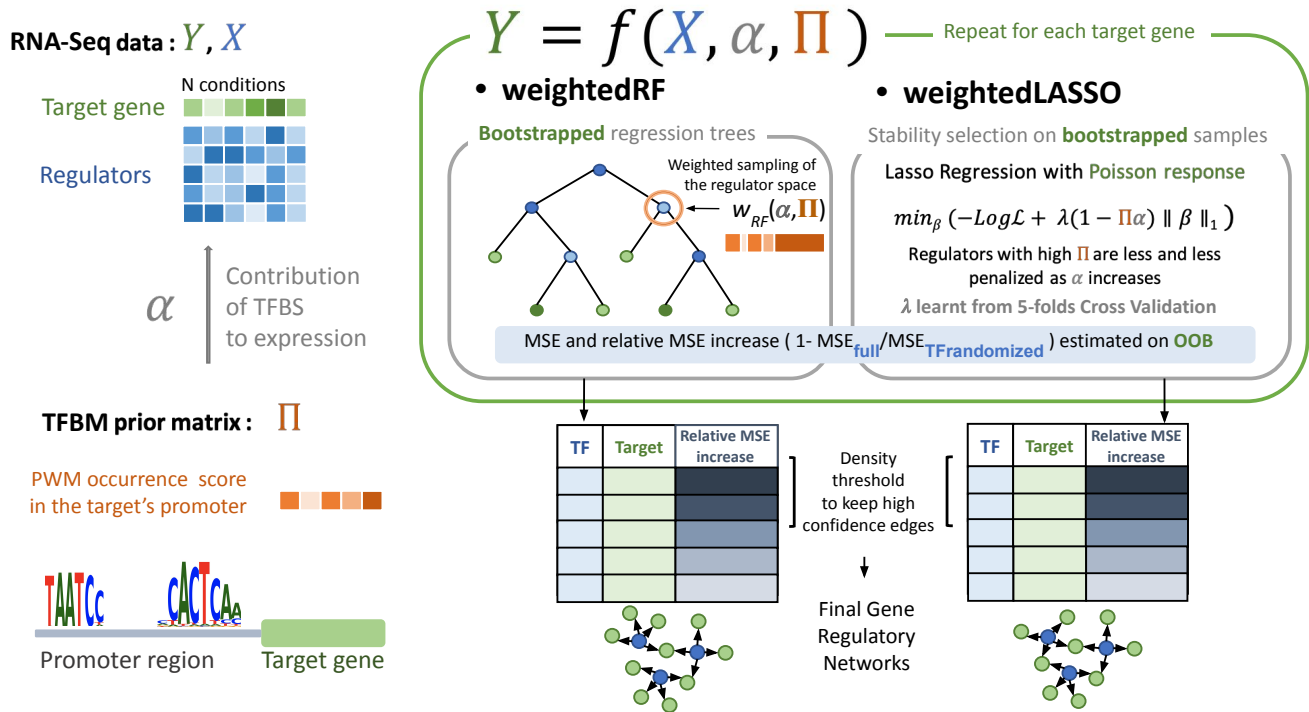 RNA-Seq data : Y , X
N conditions
Target gene
Regulators
α
Contribution
of TFBS
to expression
TFBM prior matrix : Π
PWM occurrence score
in the target's promoter
TAATCc
CACTCAA
Promoter region
Target gene
Y = f(X, α, Π)
Repeat for each target gene
• weightedRF
Bootstrapped regression trees
Weighted sampling of
the regulator space
w_RF(α,Π)
• weightedLASSO
Stability selection on bootstrapped samples
Lasso Regression with Poisson response
min_β (−Logℒ + λ(1 − Πα) ‖ β ‖_1 )
Regulators with high Π are less and less
penalized as α increases
λ learnt from 5-folds Cross Validation
MSE and relative MSE increase ( 1- MSE_full/MSE_TFrandomized ) estimated on OOB
TF
Target
Relative MSE
increase
Density
threshold
to keep high
confidence edges
Final Gene
Regulatory
Networks
TF
Target
Relative MSE
increase